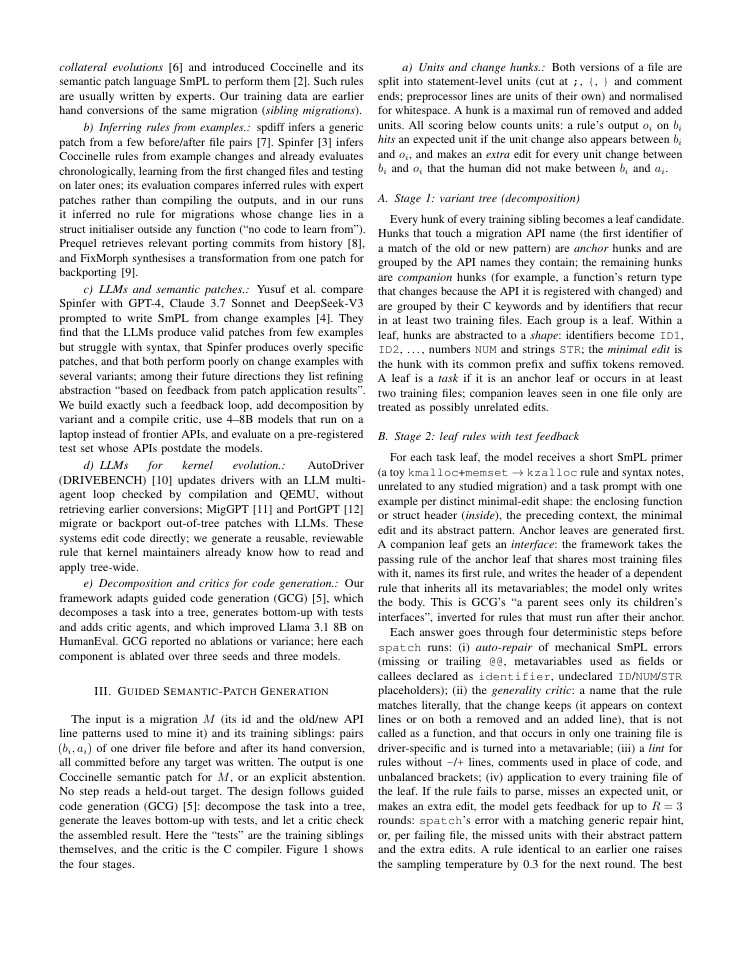 collateral evolutions [6] and introduced Coccinelle and its
semantic patch language SmPL to perform them [2]. Such rules
are usually written by experts. Our training data are earlier
hand conversions of the same migration (sibling migrations).
b) Inferring rules from examples.: spdiff infers a generic
patch from a few before/after file pairs [7]. Spinfer [3] infers
Coccinelle rules from example changes and already evaluates
chronologically, learning from the first changed files and testing
on later ones; its evaluation compares inferred rules with expert
patches rather than compiling the outputs, and in our runs
it inferred no rule for migrations whose change lies in a
struct initialiser outside any function (“no code to learn from”).
Prequel retrieves relevant porting commits from history [8],
and FixMorph synthesises a transformation from one patch for
backporting [9].
c) LLMs and semantic patches.: Yusuf et al. compare
Spinfer with GPT-4, Claude 3.7 Sonnet and DeepSeek-V3
prompted to write SmPL from change examples [4]. They
find that the LLMs produce valid patches from few examples
but struggle with syntax, that Spinfer produces overly specific
patches, and that both perform poorly on change examples with
several variants; among their future directions they list refining
abstraction “based on feedback from patch application results”.
We build exactly such a feedback loop, add decomposition by
variant and a compile critic, use 4–8B models that run on a
laptop instead of frontier APIs, and evaluate on a pre-registered
test set whose APIs postdate the models.
d) LLMs for kernel evolution.: AutoDriver
(DRIVEBENCH) [10] updates drivers with an LLM multi-
agent loop checked by compilation and QEMU, without
retrieving earlier conversions; MigGPT [11] and PortGPT [12]
migrate or backport out-of-tree patches with LLMs. These
systems edit code directly; we generate a reusable, reviewable
rule that kernel maintainers already know how to read and
apply tree-wide.
e) Decomposition and critics for code generation.: Our
framework adapts guided code generation (GCG) [5], which
decomposes a task into a tree, generates bottom-up with tests
and adds critic agents, and which improved Llama 3.1 8B on
HumanEval. GCG reported no ablations or variance; here each
component is ablated over three seeds and three models.
III. GUIDED SEMANTIC-PATCH GENERATION
The input is a migration M (its id and the old/new API
line patterns used to mine it) and its training siblings: pairs
(bᵢ, aᵢ) of one driver file before and after its hand conversion,
all committed before any target was written. The output is one
Coccinelle semantic patch for M, or an explicit abstention.
No step reads a held-out target. The design follows guided
code generation (GCG) [5]: decompose the task into a tree,
generate the leaves bottom-up with tests, and let a critic check
the assembled result. Here the “tests” are the training siblings
themselves, and the critic is the C compiler. Figure 1 shows
the four stages.
a) Units and change hunks.: Both versions of a file are
split into statement-level units (cut at ;, {, } and comment
ends; preprocessor lines are units of their own) and normalised
for whitespace. A hunk is a maximal run of removed and added
units. All scoring below counts units: a rule’s output oᵢ on bᵢ
hits an expected unit if the unit change also appears between bᵢ
and oᵢ, and makes an extra edit for every unit change between
bᵢ and oᵢ that the human did not make between bᵢ and aᵢ.
A. Stage 1: variant tree (decomposition)
Every hunk of every training sibling becomes a leaf candidate.
Hunks that touch a migration API name (the first identifier of
a match of the old or new pattern) are anchor hunks and are
grouped by the API names they contain; the remaining hunks
are companion hunks (for example, a function’s return type
that changes because the API it is registered with changed) and
are grouped by their C keywords and by identifiers that recur
in at least two training files. Each group is a leaf. Within a
leaf, hunks are abstracted to a shape: identifiers become ID1,
ID2, ..., numbers NUM and strings STR; the minimal edit is
the hunk with its common prefix and suffix tokens removed.
A leaf is a task if it is an anchor leaf or occurs in at least
two training files; companion leaves seen in one file only are
treated as possibly unrelated edits.
B. Stage 2: leaf rules with test feedback
For each task leaf, the model receives a short SmPL primer
(a toy kmalloc+memset → kzalloc rule and syntax notes,
unrelated to any studied migration) and a task prompt with one
example per distinct minimal-edit shape: the enclosing function
or struct header (inside), the preceding context, the minimal
edit and its abstract pattern. Anchor leaves are generated first.
A companion leaf gets an interface: the framework takes the
passing rule of the anchor leaf that shares most training files
with it, names its first rule, and writes the header of a dependent
rule that inherits all its metavariables; the model only writes
the body. This is GCG’s “a parent sees only its children’s
interfaces”, inverted for rules that must run after their anchor.
Each answer goes through four deterministic steps before
spatch runs: (i) auto-repair of mechanical SmPL errors
(missing or trailing @@, metavariables used as fields or
callees declared as identifier, undeclared ID/NUM/STR
placeholders); (ii) the generality critic: a name that the rule
matches literally, that the change keeps (it appears on context
lines or on both a removed and an added line), that is not
called as a function, and that occurs in only one training file is
driver-specific and is turned into a metavariable; (iii) a lint for
rules without -/+ lines, comments used in place of code, and
unbalanced brackets; (iv) application to every training file of
the leaf. If the rule fails to parse, misses an expected unit, or
makes an extra edit, the model gets feedback for up to R = 3
rounds: spatch’s error with a matching generic repair hint,
or, per failing file, the missed units with their abstract pattern
and the extra edits. A rule identical to an earlier one raises
the sampling temperature by 0.3 for the next round. The best